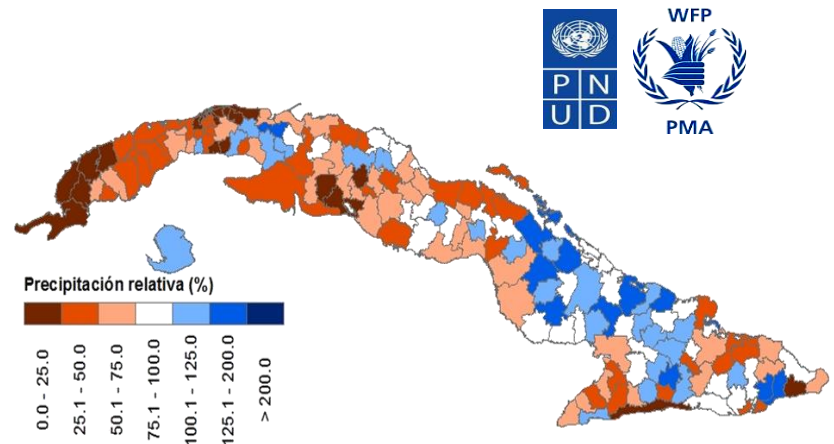 WFP
P N
U D
PMA
Precipitación relativa (%)
0.0 - 25.0
25.1 - 50.0
50.1 - 75.0
75.1 - 100.0
100.1 - 125.0
125.1 - 200.0
> 200.0